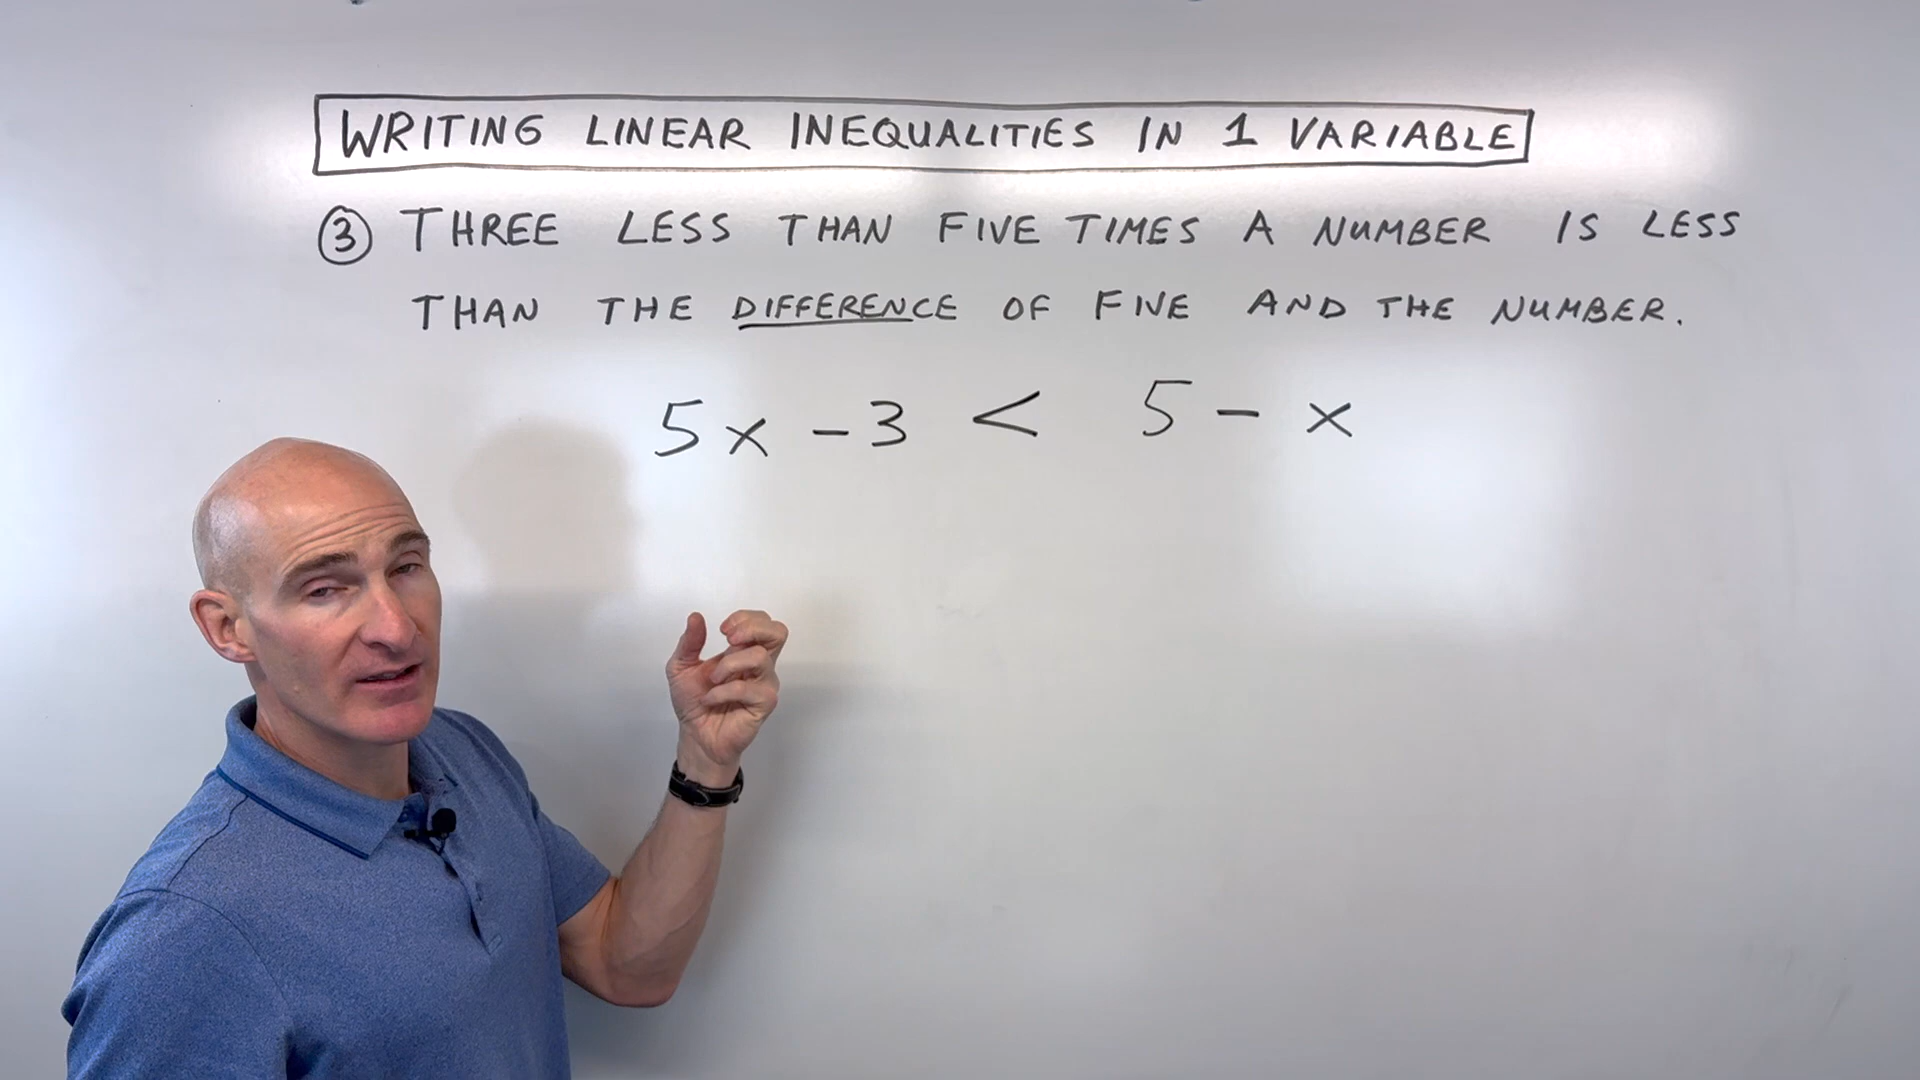 WRITING LINEAR INEQUALITIES IN 1 VARIABLE
③ THREE LESS THAN FIVE TIMES A NUMBER IS LESS
THAN THE DIFFERENCE OF FIVE AND THE NUMBER.
5x - 3 < 5 - x